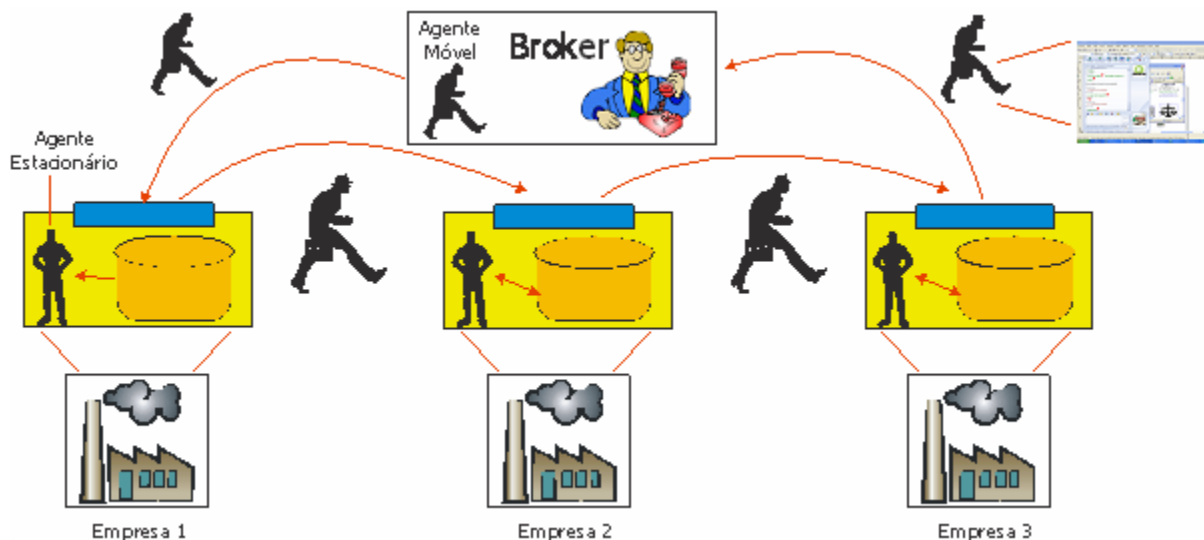 Agente
Móvel
Broker
Agente
Estacionário
Empresa 1
Empresa 2
Empresa 3